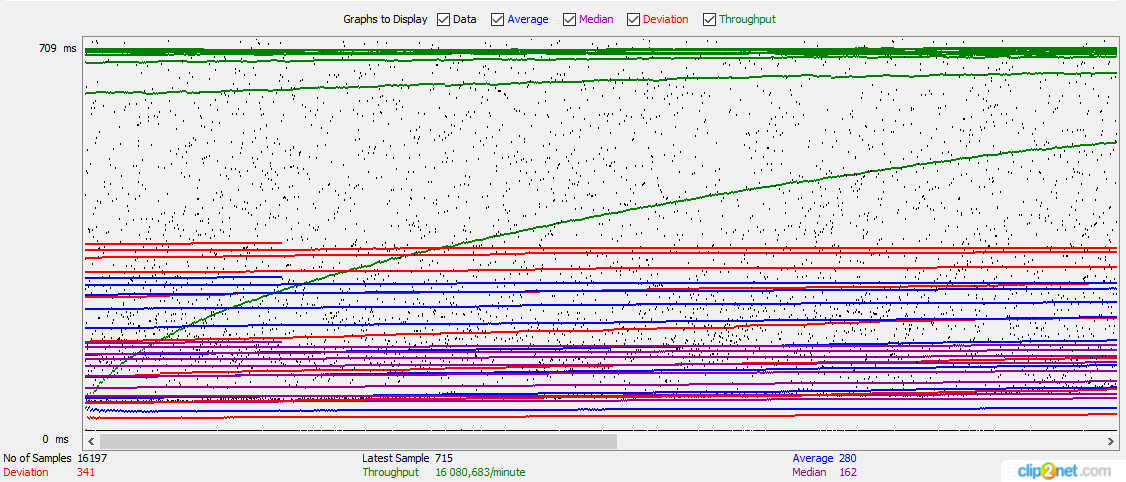 Graphs to Display Data Average Median Deviation Throughput
709 ms
0 ms
No of Samples 16197 Latest Sample 715 Average 280
Deviation 341 Throughput 16 080,683/minute Median 162
clip2net.com